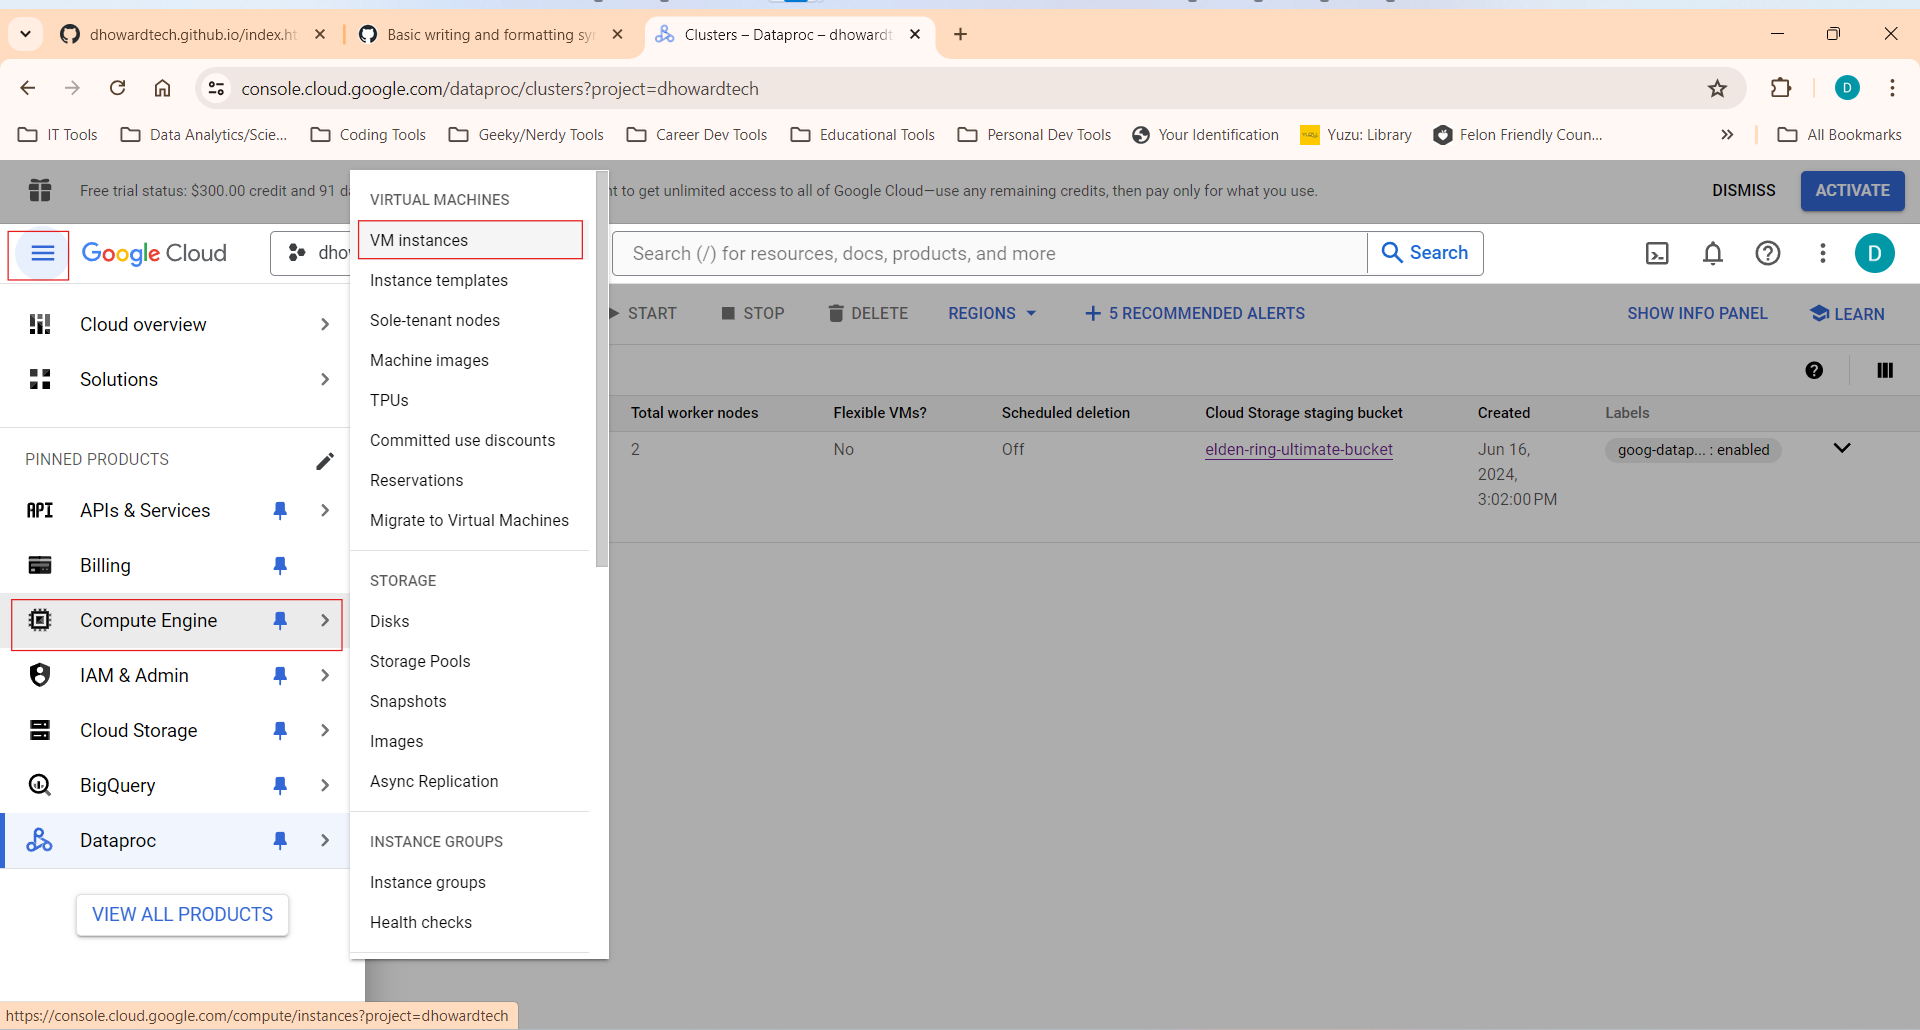 dhowardtech.github.io/index.ht
Basic writing and formatting syn
Clusters – Dataproc – dhowardt
console.cloud.google.com/dataproc/clusters?project=dhowardtech
D
IT Tools
Data Analytics/Scie...
Coding Tools
Geeky/Nerdy Tools
Career Dev Tools
Educational Tools
Personal Dev Tools
Your Identification
Yuzu: Library
Felon Friendly Coun...
All Bookmarks
Free trial status: $300.00 credit and 91 da
nt to get unlimited access to all of Google Cloud—use any remaining credits, then pay only for what you use.
DISMISS
ACTIVATE
Google Cloud
dhow
Search (/) for resources, docs, products, and more
Search
D
START
STOP
DELETE
REGIONS
5 RECOMMENDED ALERTS
SHOW INFO PANEL
LEARN
Total worker nodes
Flexible VMs?
Scheduled deletion
Cloud Storage staging bucket
Created
Labels
2
No
Off
elden-ring-ultimate-bucket
Jun 16,
2024,
3:02:00 PM
goog-datap... : enabled
Cloud overview
Solutions
PINNED PRODUCTS
API
APIs & Services
Billing
Compute Engine
IAM & Admin
Cloud Storage
BigQuery
Dataproc
VIEW ALL PRODUCTS
VIRTUAL MACHINES
VM instances
Instance templates
Sole-tenant nodes
Machine images
TPUs
Committed use discounts
Reservations
Migrate to Virtual Machines
STORAGE
Disks
Storage Pools
Snapshots
Images
Async Replication
INSTANCE GROUPS
Instance groups
Health checks
https://console.cloud.google.com/compute/instances?project=dhowardtech